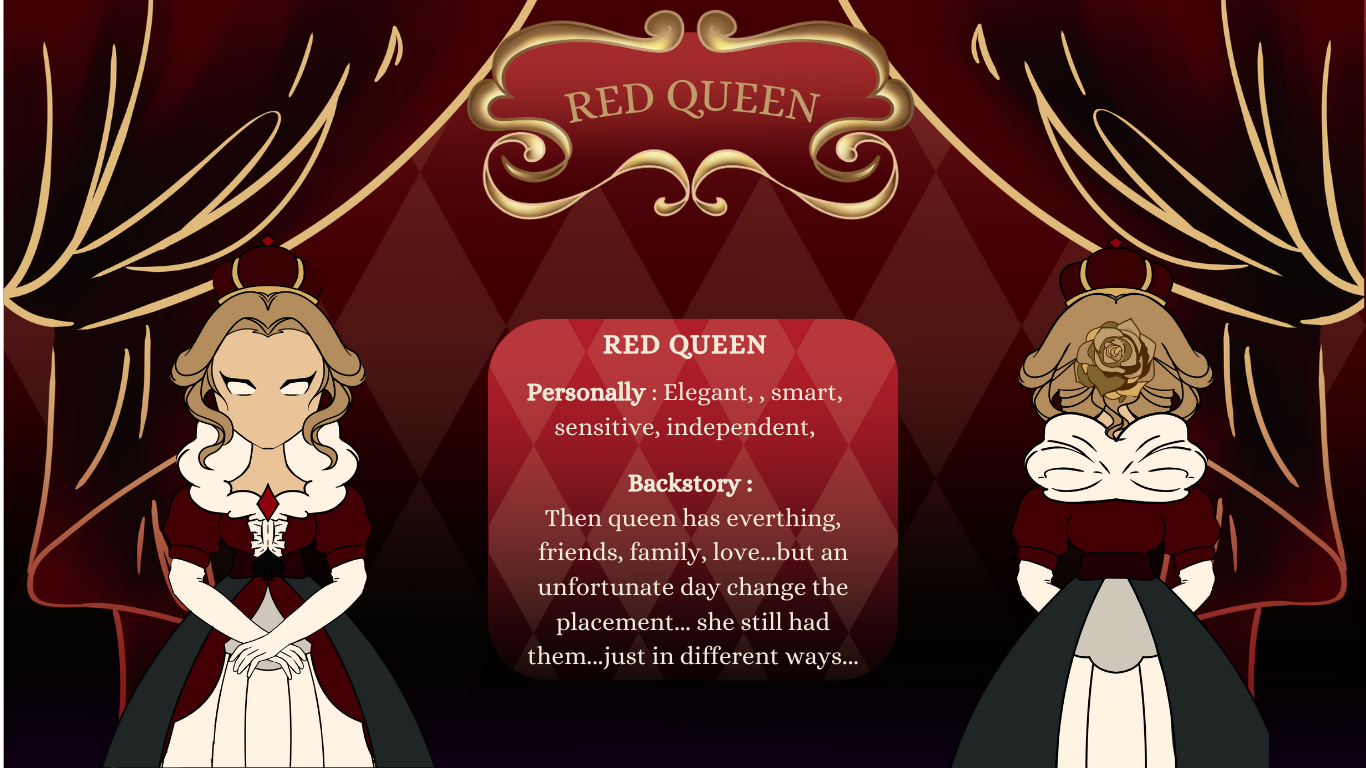 RED QUEEN
RED QUEEN
Personally : Elegant, , smart,
sensitive, independent,
Backstory :
Then queen has everthing,
friends, family, love...but an
unfortunate day change the
placement... she still had
them...just in different ways...